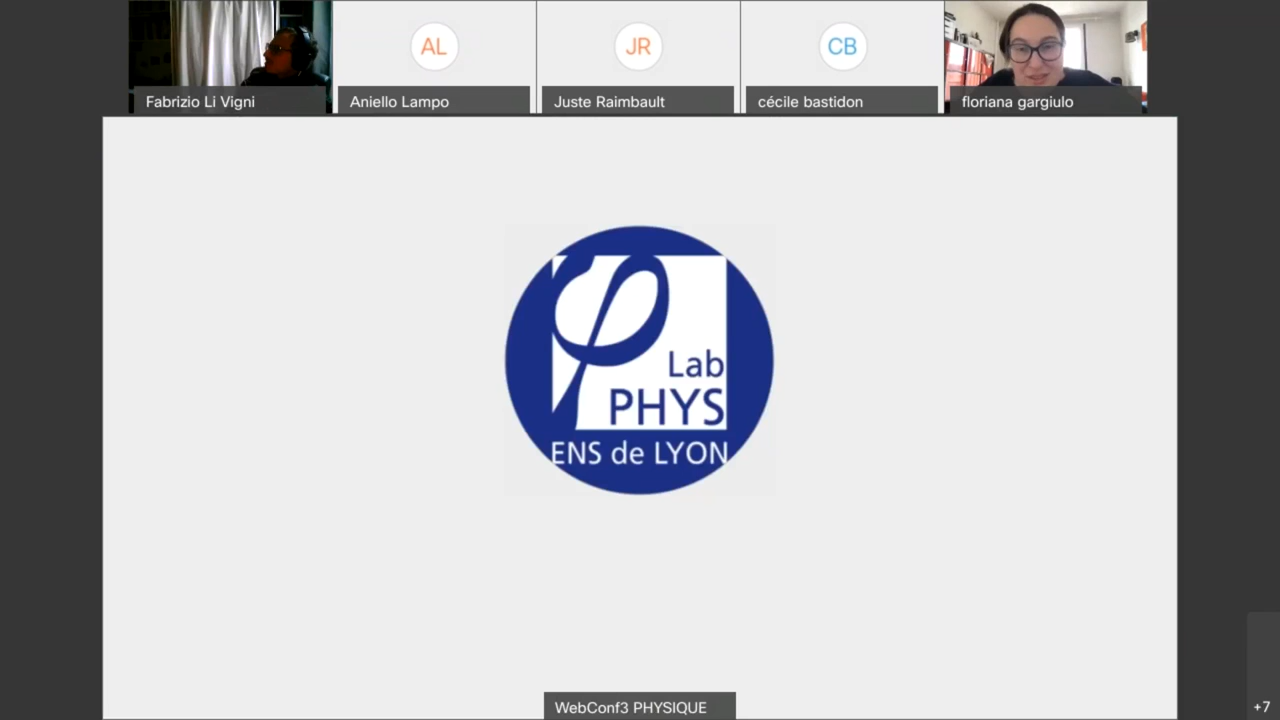 AL
JR
CB
Fabrizio Li Vigni
Aniello Lampo
Juste Raimbault
cécile bastidon
floriana gargiulo
φ Lab
PHYS
ENS de LYON
WebConf3 PHYSIQUE
+7